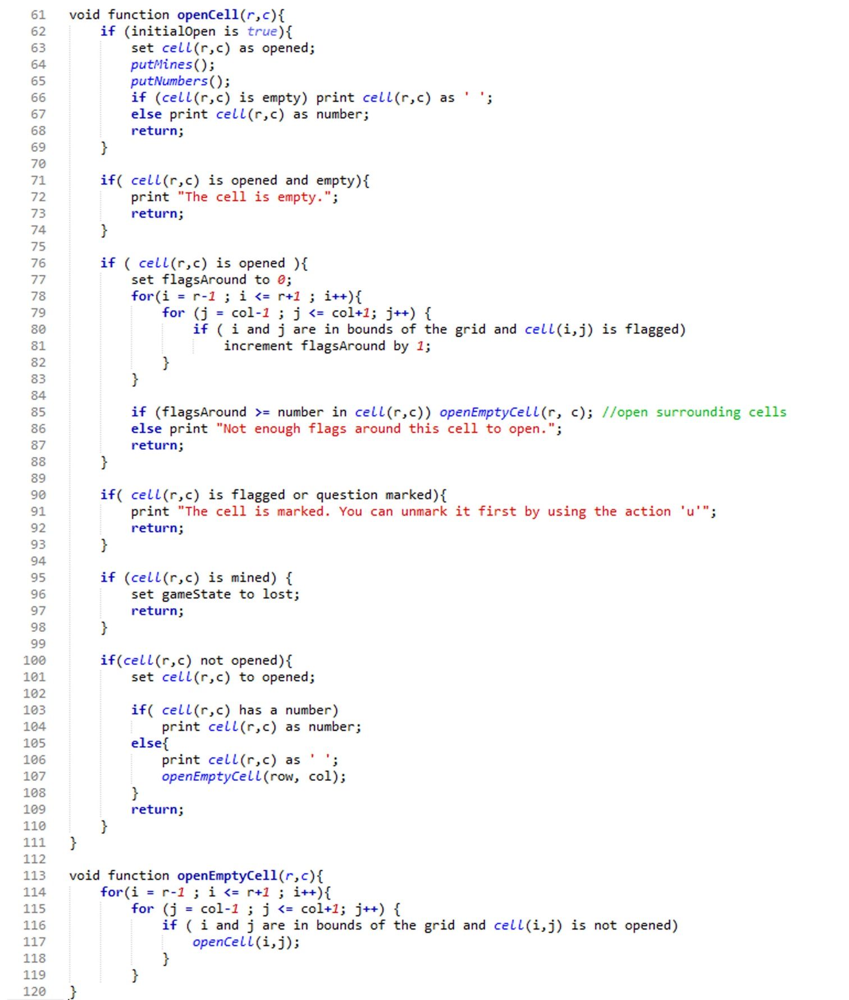 61 void function openCell(r,c){
62 if (initialOpen is true){
63 set cell(r,c) as opened;
64 putMines();
65 putNumbers();
66 if (cell(r,c) is empty) print cell(r,c) as ' ';
67 else print cell(r,c) as number;
68 return;
69 }
70
71 if( cell(r,c) is opened and empty){
72 print "The cell is empty.";
73 return;
74 }
75
76 if ( cell(r,c) is opened ){
77 set flagsAround to 0;
78 for(i = r-1 ; i <= r+1 ; i++){
79 for (j = col-1 ; j <= col+1; j++) {
80 if ( i and j are in bounds of the grid and cell(i,j) is flagged)
81 increment flagsAround by 1;
82 }
83 }
84
85 if (flagsAround >= number in cell(r,c)) openEmptyCell(r, c); //open surrounding cells
86 else print "Not enough flags around this cell to open.";
87 return;
88 }
89
90 if( cell(r,c) is flagged or question marked){
91 print "The cell is marked. You can unmark it first by using the action 'u'";
92 return;
93 }
94
95 if (cell(r,c) is mined) {
96 set gameState to lost;
97 return;
98 }
99
100 if(cell(r,c) not opened){
101 set cell(r,c) to opened;
102
103 if( cell(r,c) has a number)
104 print cell(r,c) as number;
105 else{
106 print cell(r,c) as ' ';
107 openEmptyCell(row, col);
108 }
109 return;
110 }
111 }
112
113 void function openEmptyCell(r,c){
114 for(i = r-1 ; i <= r+1 ; i++){
115 for (j = col-1 ; j <= col+1; j++) {
116 if ( i and j are in bounds of the grid and cell(i,j) is not opened)
117 openCell(i,j);
118 }
119 }
120 }